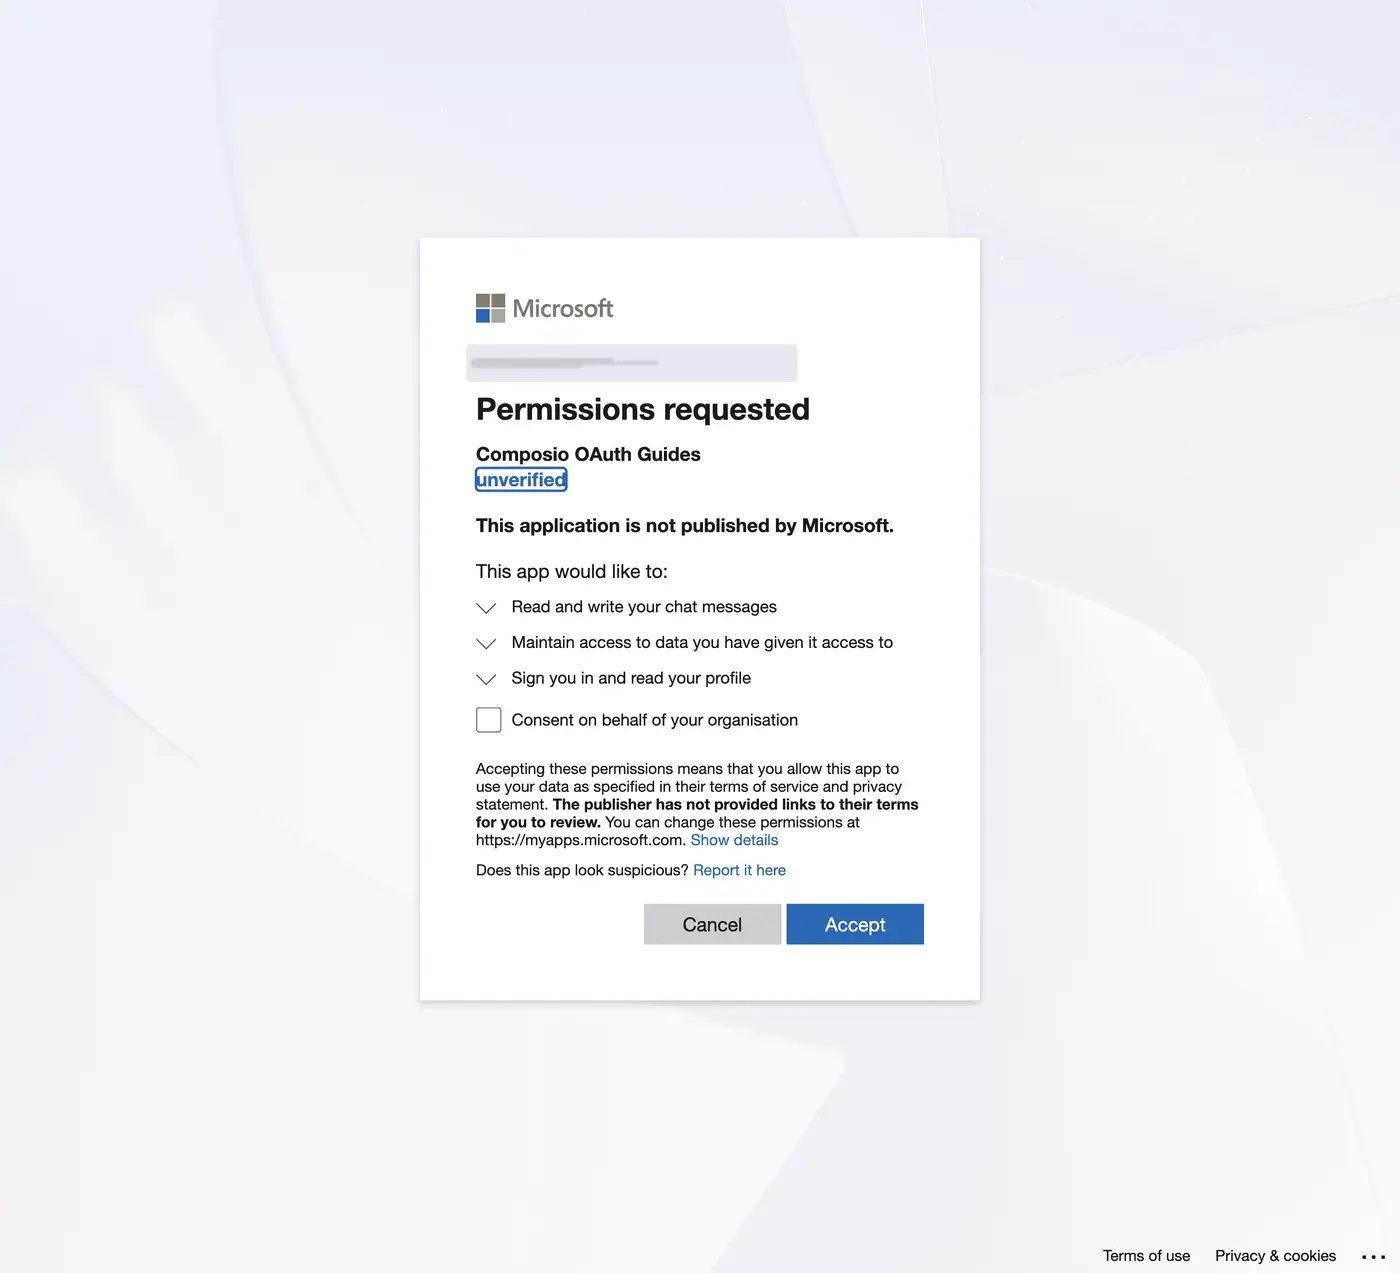 Microsoft
Permissions requested
Composio OAuth Guides
unverified
This application is not published by Microsoft.
This app would like to:
Read and write your chat messages
Maintain access to data you have given it access to
Sign you in and read your profile
Consent on behalf of your organisation
Accepting these permissions means that you allow this app to
use your data as specified in their terms of service and privacy
statement. The publisher has not provided links to their terms
for you to review. You can change these permissions at
https://myapps.microsoft.com. Show details
Does this app look suspicious? Report it here
Cancel Accept
Terms of use Privacy & cookies ...